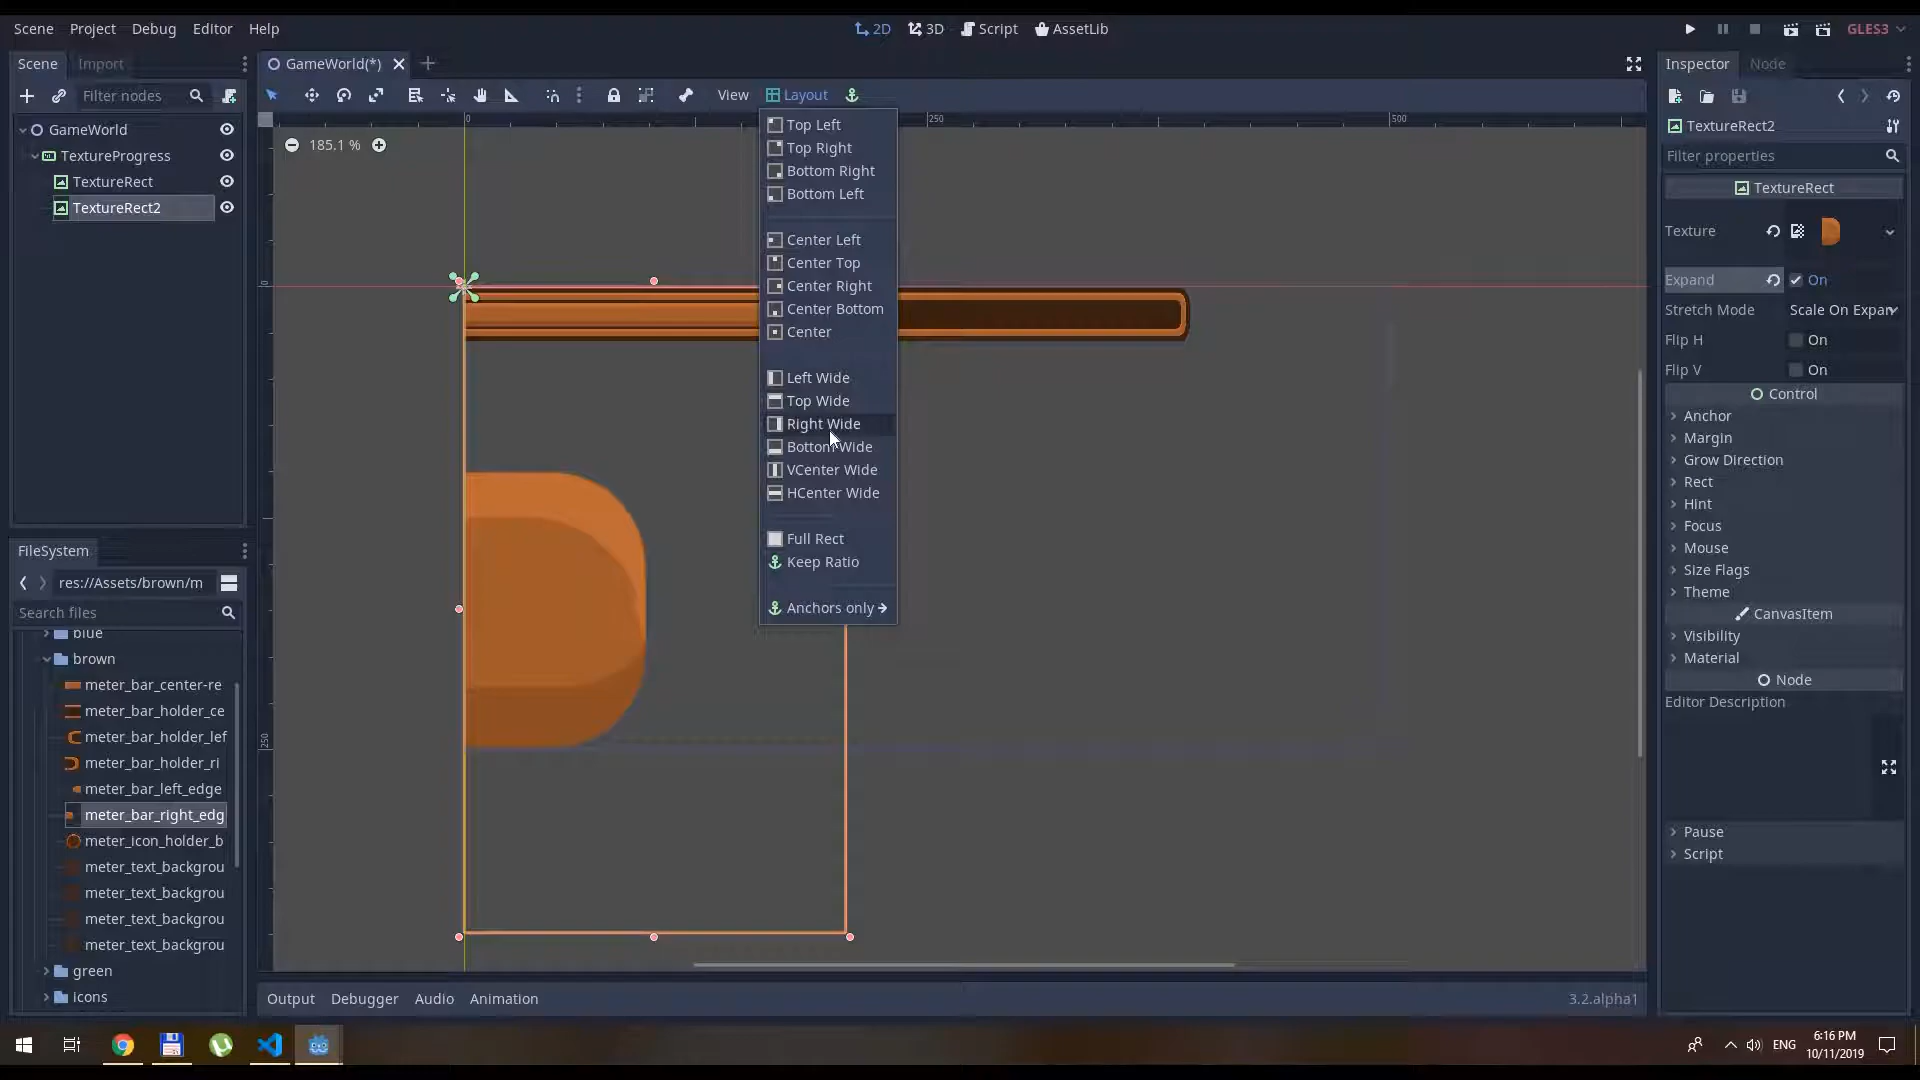 Scene Project Debug Editor Help
2D 3D Script AssetLib
GLES3
Scene Import
GameWorld(*)
Inspector Node
Filter nodes
View Layout
GameWorld
TextureProgress
TextureRect
TextureRect2
185.1 %
0 250 500
0
250
Top Left
Top Right
Bottom Right
Bottom Left
Center Left
Center Top
Center Right
Center Bottom
Center
Left Wide
Top Wide
Right Wide
Bottom Wide
VCenter Wide
HCenter Wide
Full Rect
Keep Ratio
Anchors only
TextureRect2
Filter properties
TextureRect
Texture
Expand On
Stretch Mode Scale On Expan
Flip H On
Flip V On
Control
Anchor
Margin
Grow Direction
Rect
Hint
Focus
Mouse
Size Flags
Theme
CanvasItem
Visibility
Material
Node
Editor Description
Pause
Script
FileSystem
res://Assets/brown/m
Search files
blue
brown
meter_bar_center-re
meter_bar_holder_ce
meter_bar_holder_lef
meter_bar_holder_ri
meter_bar_left_edge
meter_bar_right_edg
meter_icon_holder_b
meter_text_backgrou
meter_text_backgrou
meter_text_backgrou
meter_text_backgrou
green
icons
Output Debugger Audio Animation
3.2.alpha1
ENG
6:16 PM
10/11/2019